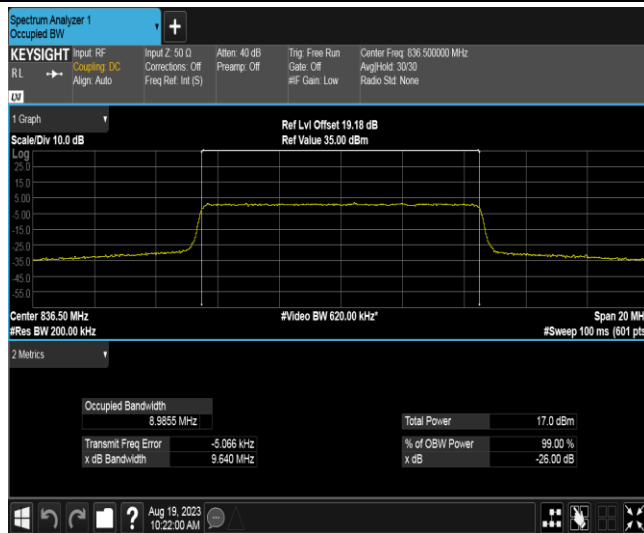 Spectrum Analyzer 1
Occupied BW
+
KEYSIGHT
RL
Input: RF
Coupling: DC
Align: Auto
Input Z: 50 Ω
Corrections: Off
Freq Ref: Int (S)
Atten: 40 dB
Preamp: Off
Trig: Free Run
Gate: Off
#IF Gain: Low
Center Freq: 836.500000 MHz
Avg|Hold: 30/30
Radio Std: None
1 Graph
Scale/Div 10.0 dB
Ref Lvl Offset 19.18 dB
Ref Value 35.00 dBm
Log
25.0
15.0
5.00
-5.00
-15.0
-25.0
-35.0
-45.0
-55.0
Center 836.50 MHz
#Video BW 620.00 kHz*
Span 20 MH
#Res BW 200.00 kHz
#Sweep 100 ms (601 pts
2 Metrics
Occupied Bandwidth
8.9855 MHz
Total Power 17.0 dBm
Transmit Freq Error -5.066 kHz
% of OBW Power 99.00 %
x dB Bandwidth 9.640 MHz
x dB -26.00 dB
?
Aug 19, 2023
10:22:00 AM